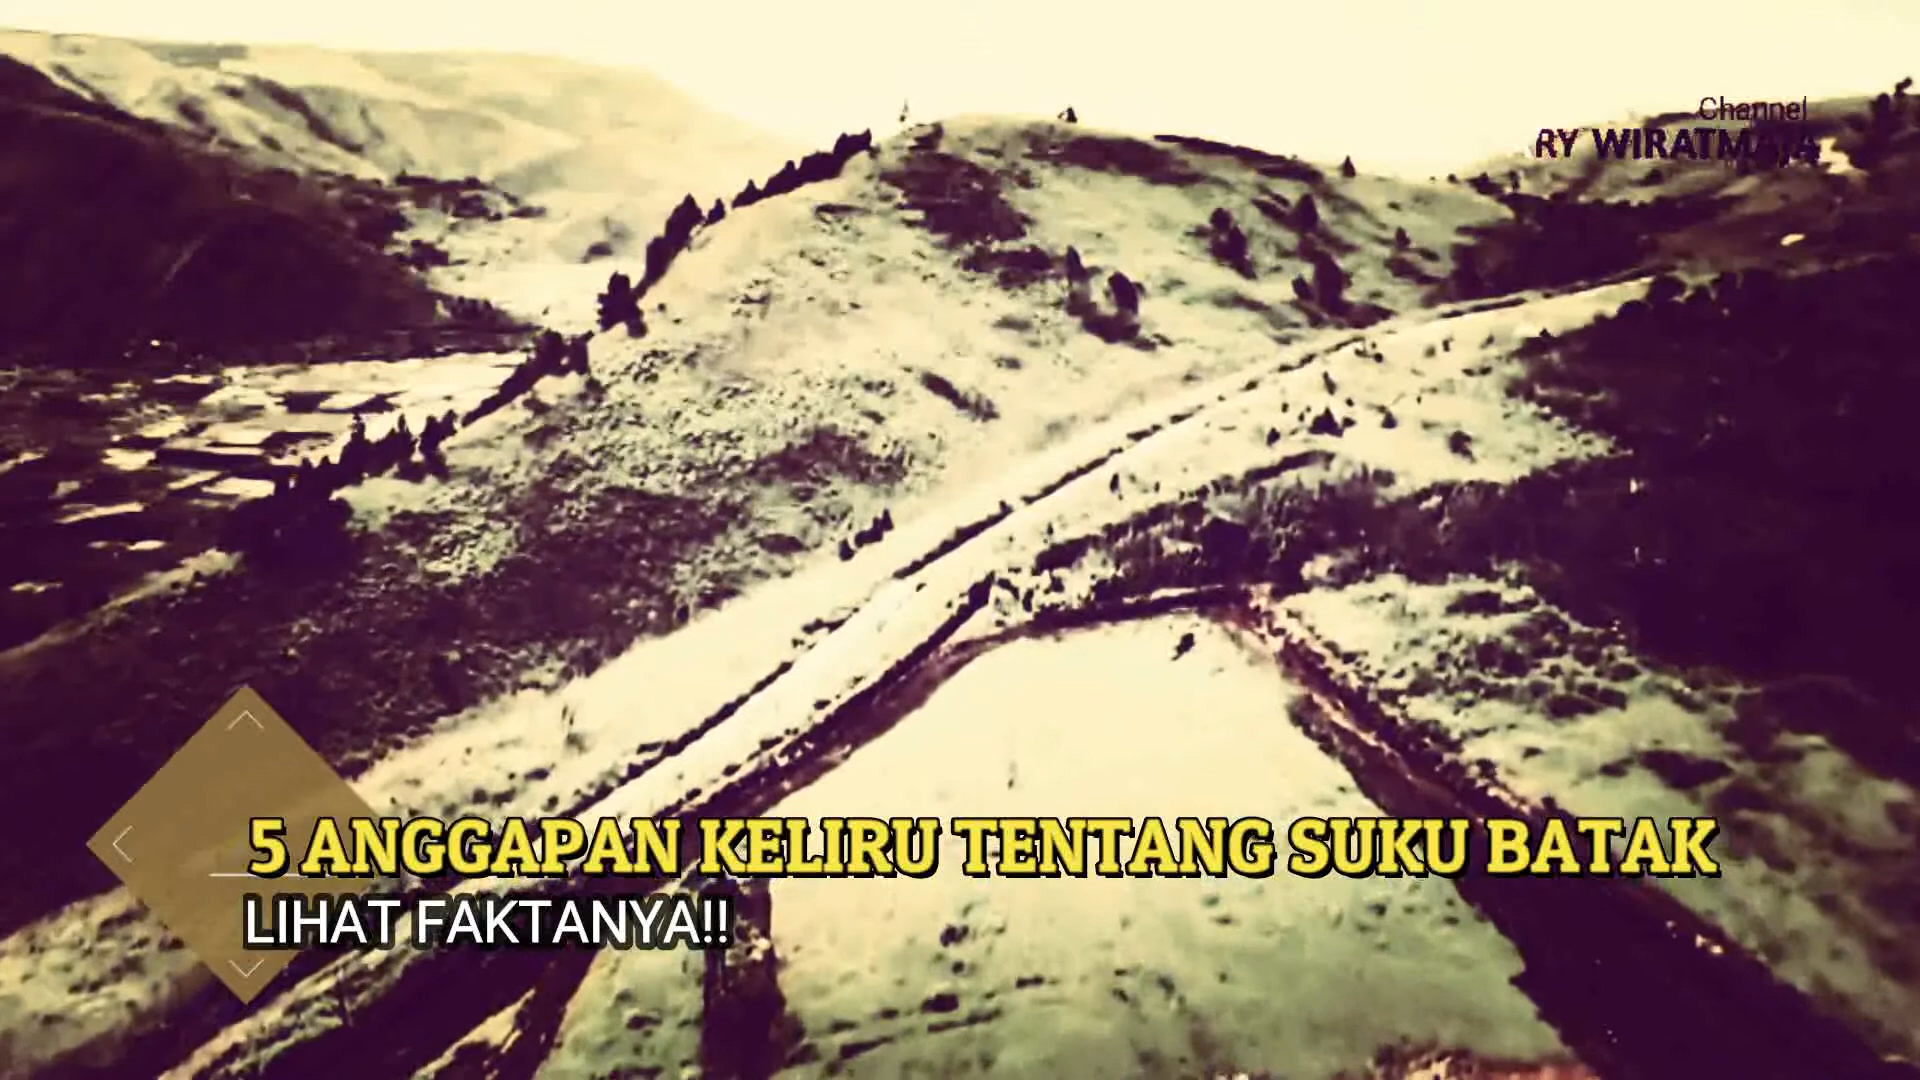 Channel
RY WIRATMAJA
5 ANGGAPAN KELIRU TENTANG SUKU BATAK
LIHAT FAKTANYA!!